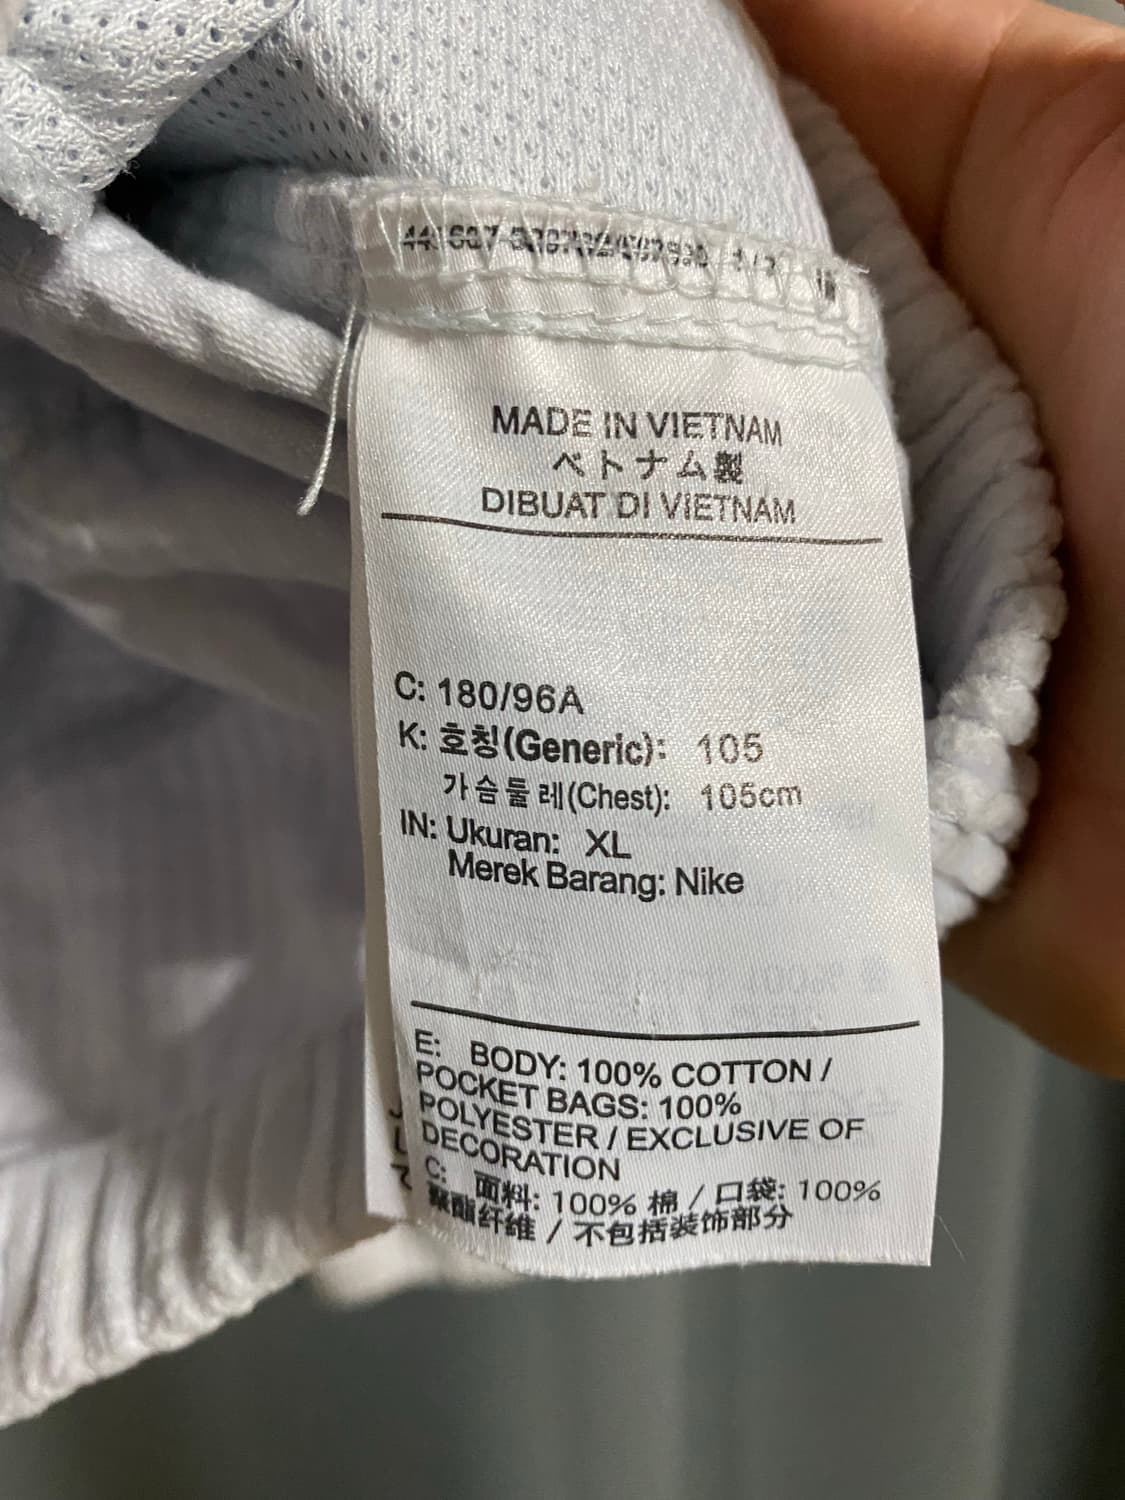 MADE IN VIETNAM
ベトナム製
DIBUAT DI VIETNAM
C: 180/96A
K: 호칭(Generic): 105
가슴둘레(Chest): 105cm
IN: Ukuran: XL
Merek Barang: Nike
E: BODY: 100% COTTON /
POCKET BAGS: 100%
POLYESTER / EXCLUSIVE OF
DECORATION
C: 面料: 100% 棉 / 口袋: 100%
聚酯纤维 / 不包括装饰部分